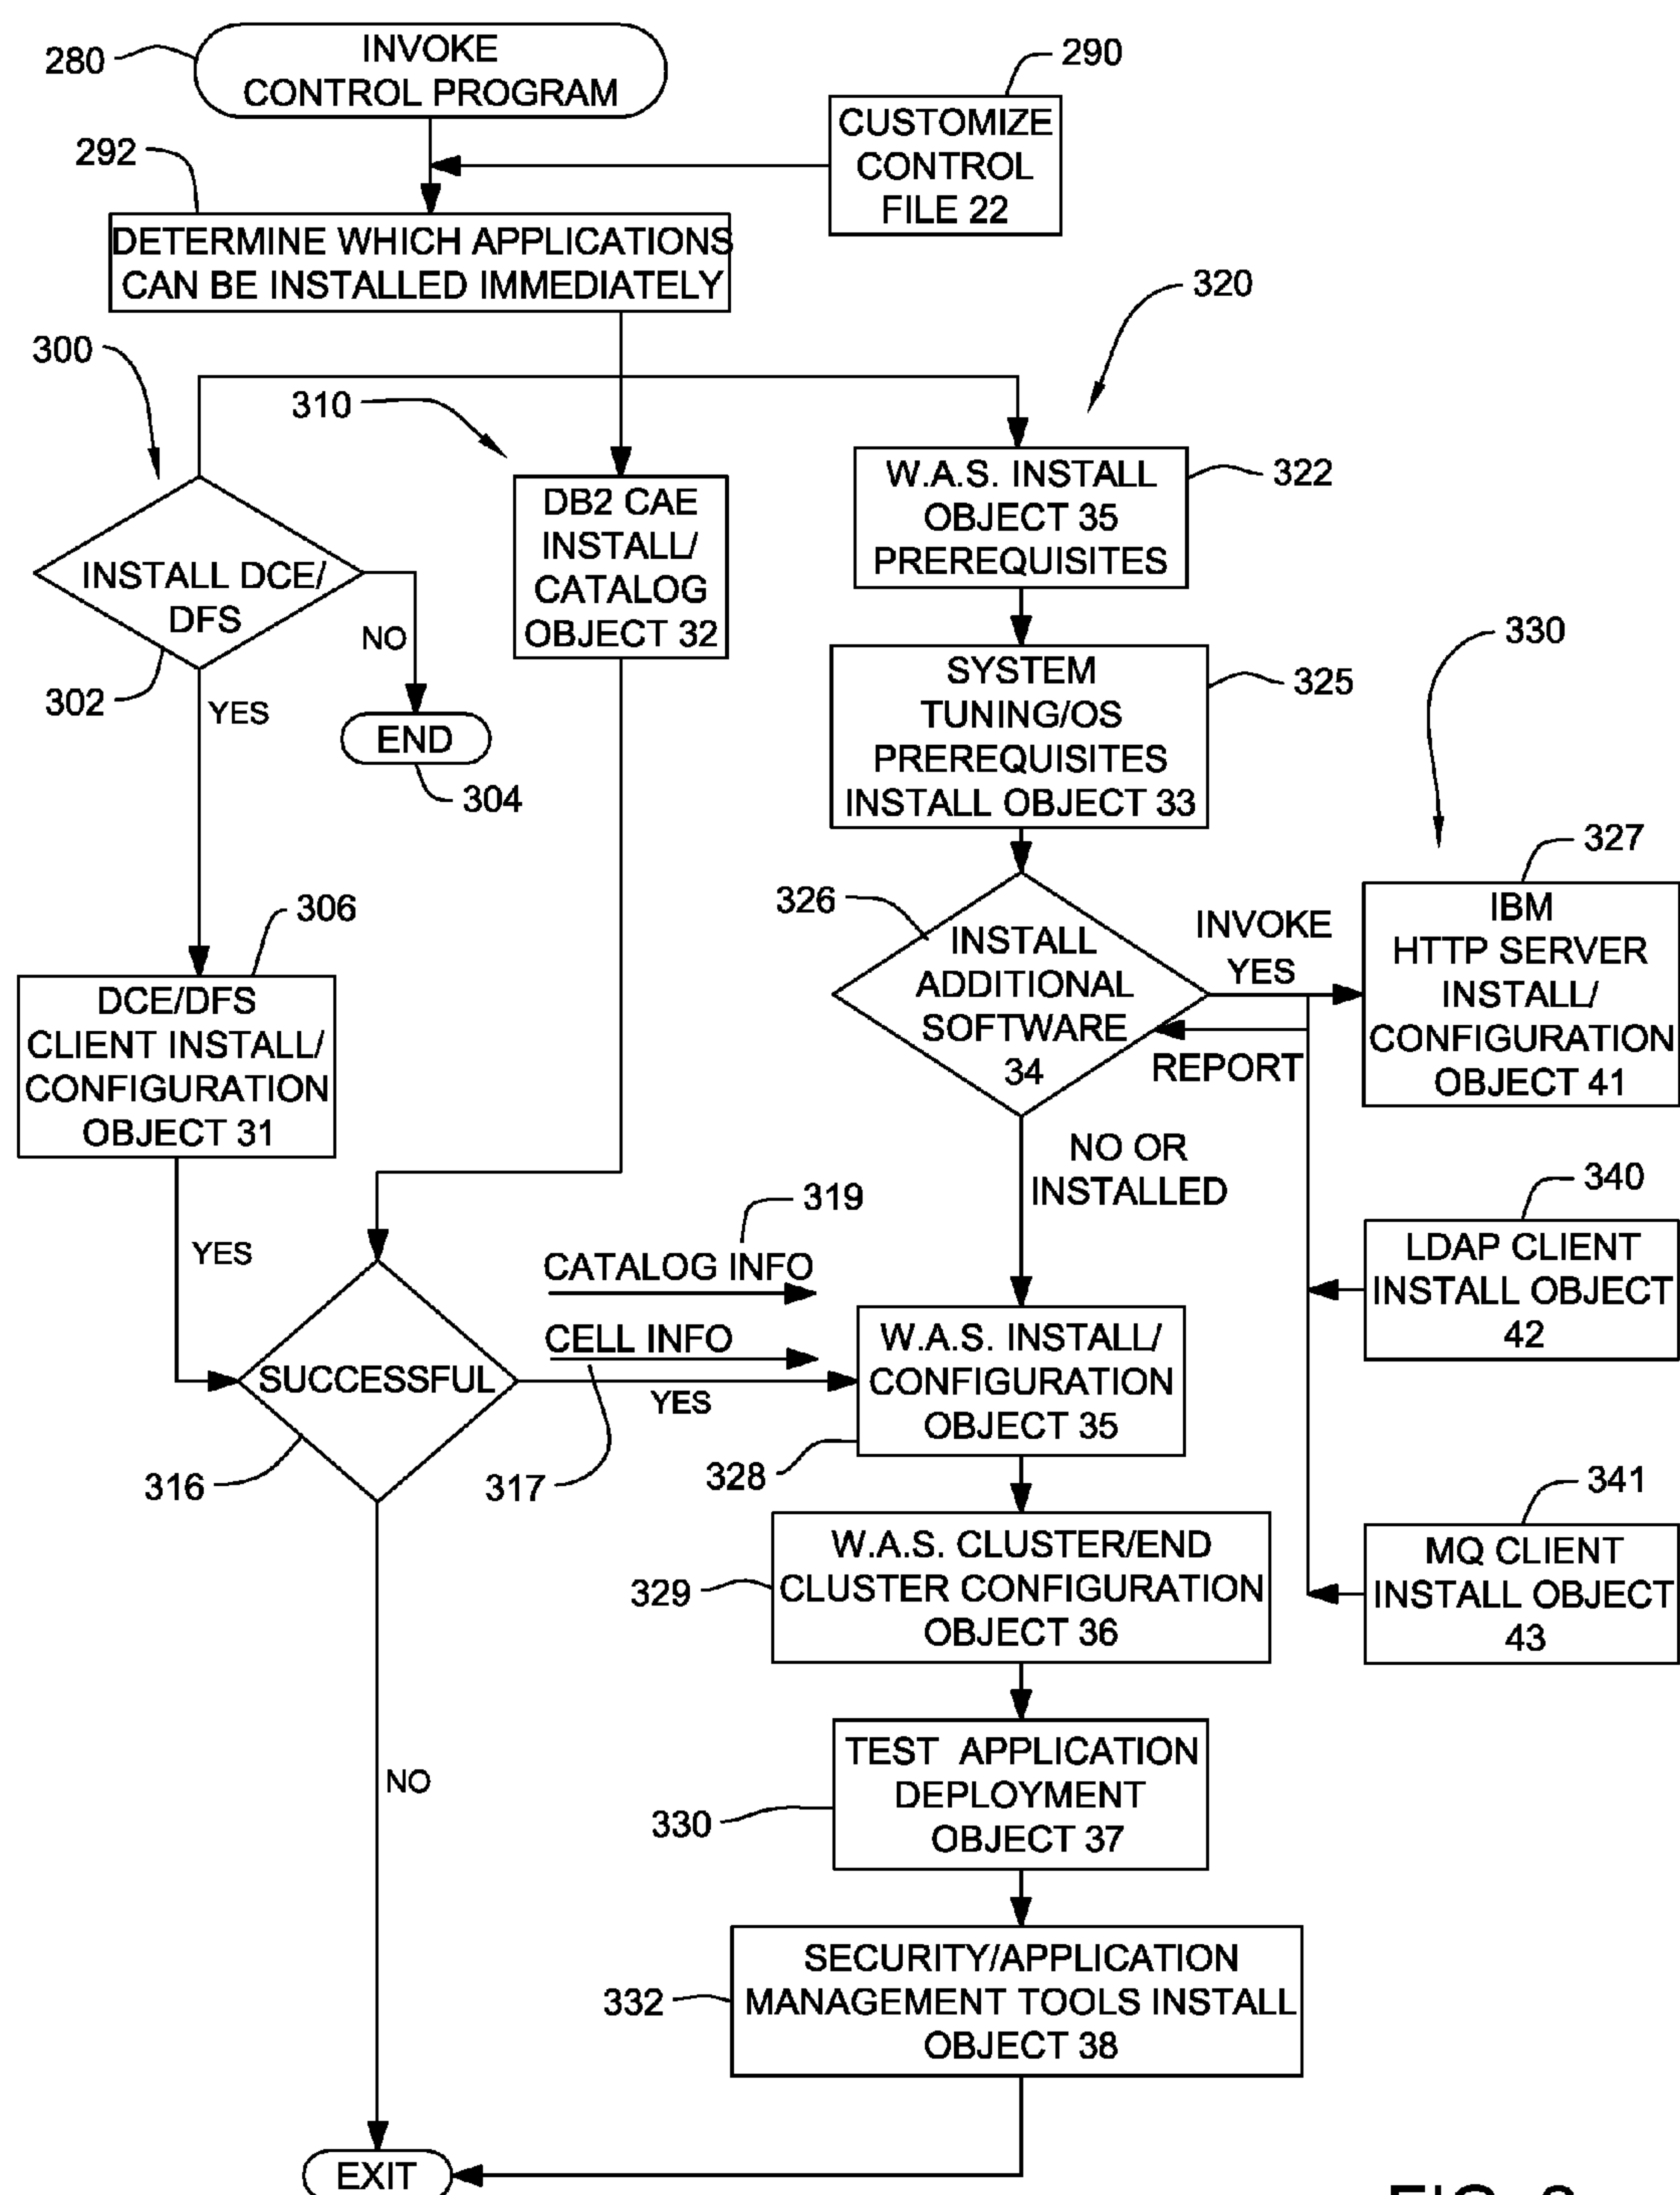 280
INVOKE
CONTROL PROGRAM
290
CUSTOMIZE
CONTROL
FILE 22
292
DETERMINE WHICH APPLICATIONS
CAN BE INSTALLED IMMEDIATELY
320
300
310
W.A.S. INSTALL
OBJECT 35
PREREQUISITES
322
DB2 CAE
INSTALL/
CATALOG
OBJECT 32
INSTALL DCE/
DFS
NO
302
YES
END
304
SYSTEM
TUNING/OS
PREREQUISITES
INSTALL OBJECT 33
325
330
327
326
INSTALL
ADDITIONAL
SOFTWARE
34
INVOKE
YES
REPORT
IBM
HTTP SERVER
INSTALL/
CONFIGURATION
OBJECT 41
306
DCE/DFS
CLIENT INSTALL/
CONFIGURATION
OBJECT 31
NO OR
INSTALLED
340
LDAP CLIENT
INSTALL OBJECT
42
319
YES
CATALOG INFO
CELL INFO
SUCCESSFUL
YES
W.A.S. INSTALL/
CONFIGURATION
OBJECT 35
316
317
328
341
MQ CLIENT
INSTALL OBJECT
43
329
W.A.S. CLUSTER/END
CLUSTER CONFIGURATION
OBJECT 36
NO
330
TEST APPLICATION
DEPLOYMENT
OBJECT 37
332
SECURITY/APPLICATION
MANAGEMENT TOOLS INSTALL
OBJECT 38
EXIT